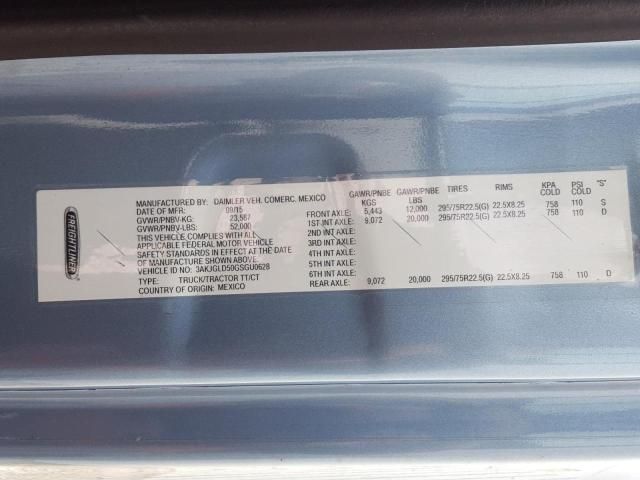 FREIGHTLINER
MANUFACTURED BY: DAIMLER VEH. COMERC. MEXICO
DATE OF MFR: 09/15
GVWR/PNBV-KG: 23,587
GVWR/PNBV-LBS: 52,000
THIS VEHICLE COMPLIES WITH ALL
APPLICABLE FEDERAL MOTOR VEHICLE
SAFETY STANDARDS IN EFFECT AT THE DATE
OF MANUFACTURE SHOWN ABOVE.
VEHICLE ID NO.: 3AKJGLD50GSGU0628
TYPE: TRUCK/TRACTOR TT/CT
COUNTRY OF ORIGIN: MEXICO
GAWR/PNBE GAWR/PNBE TIRES RIMS KPA PSI "S"
KGS LBS COLD COLD
FRONT AXLE: 5,443 12,000 295/75R22.5(G) 22.5X8.25 758 110 S
1ST INT AXLE: 9,072 20,000 295/75R22.5(G) 22.5X8.25 758 110 D
2ND INT AXLE:
3RD INT AXLE:
4TH INT AXLE:
5TH INT AXLE:
6TH INT AXLE:
REAR AXLE: 9,072 20,000 295/75R22.5(G) 22.5X8.25 758 110 D